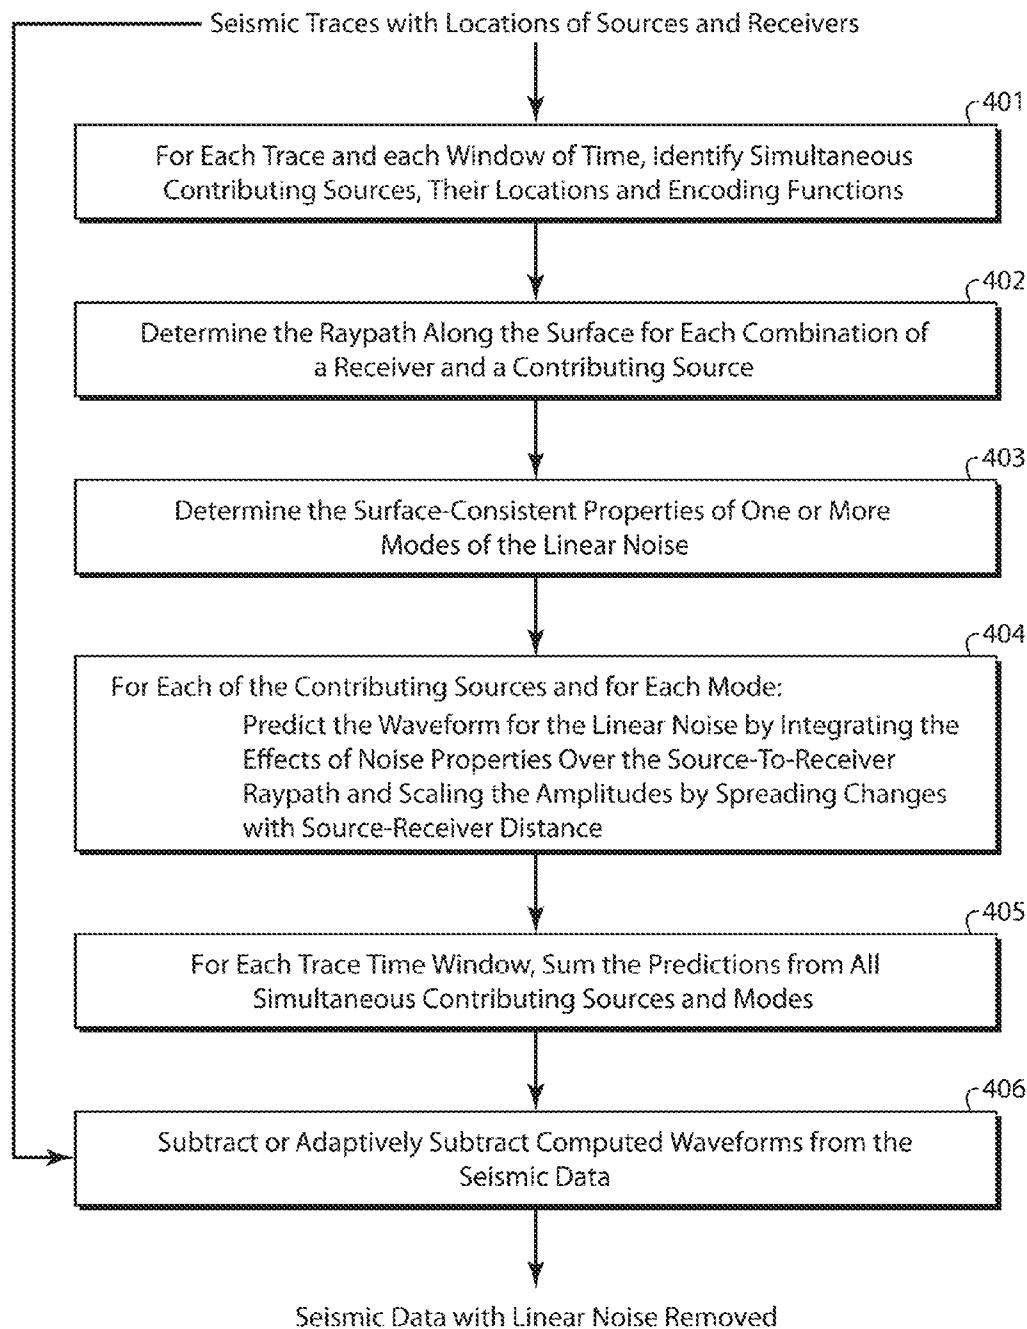 Seismic Traces with Locations of Sources and Receivers
401
For Each Trace and each Window of Time, Identify Simultaneous
Contributing Sources, Their Locations and Encoding Functions
402
Determine the Raypath Along the Surface for Each Combination of
a Receiver and a Contributing Source
403
Determine the Surface-Consistent Properties of One or More
Modes of the Linear Noise
404
For Each of the Contributing Sources and for Each Mode:
Predict the Waveform for the Linear Noise by Integrating the
Effects of Noise Properties Over the Source-To-Receiver
Raypath and Scaling the Amplitudes by Spreading Changes
with Source-Receiver Distance
405
For Each Trace Time Window, Sum the Predictions from All
Simultaneous Contributing Sources and Modes
406
Subtract or Adaptively Subtract Computed Waveforms from the
Seismic Data
Seismic Data with Linear Noise Removed